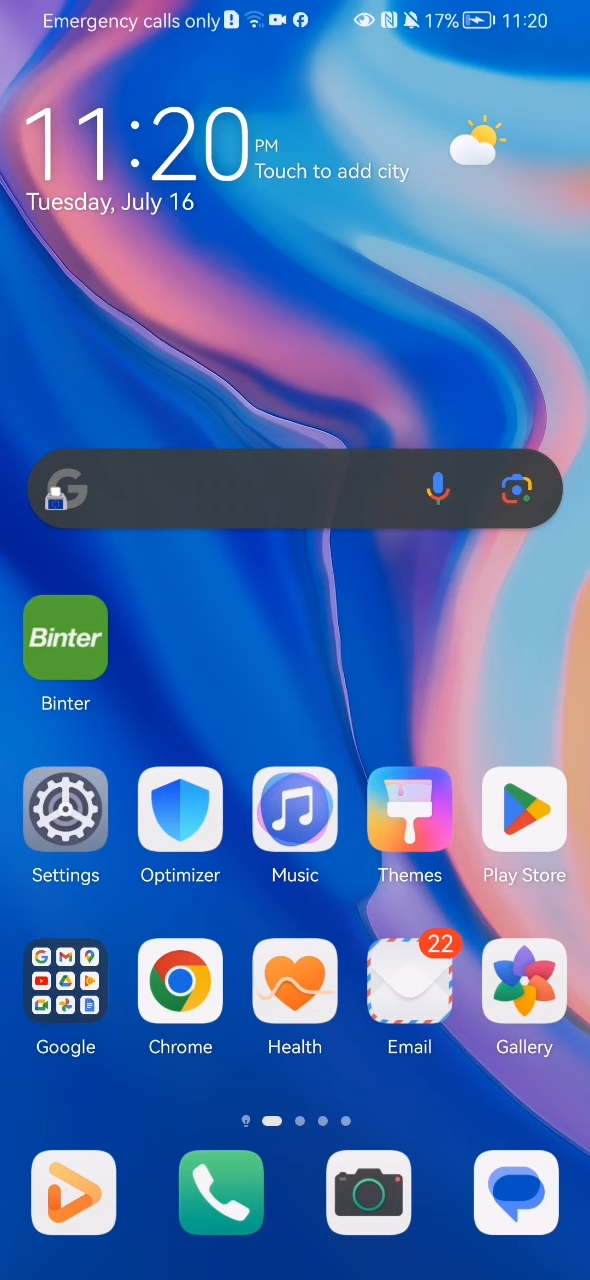 Emergency calls only 17% 11:20
11:20 PM
Touch to add city
Tuesday, July 16
Binter
Binter
Settings Optimizer Music Themes Play Store
22
Google Chrome Health Email Gallery